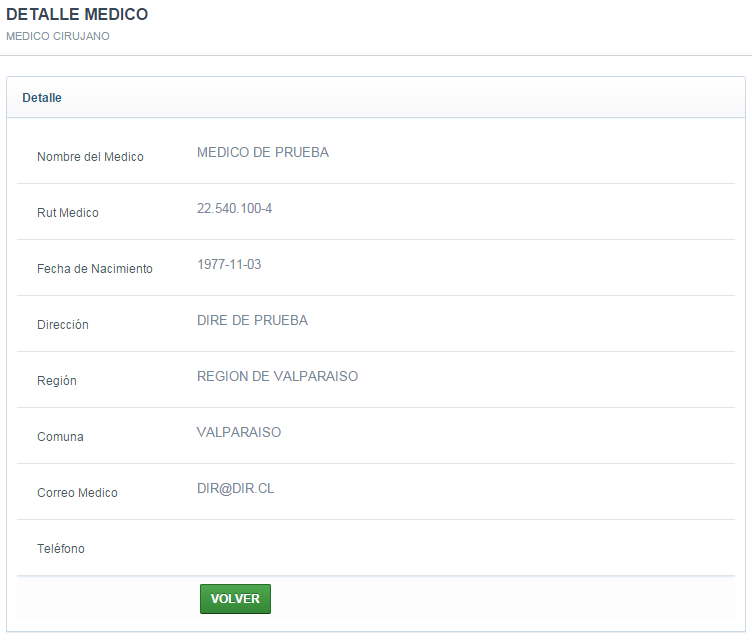 DETALLE MEDICO
MEDICO CIRUJANO
Detalle
Nombre del Medico MEDICO DE PRUEBA
Rut Medico 22.540.100-4
Fecha de Nacimiento 1977-11-03
Dirección DIRE DE PRUEBA
Región REGION DE VALPARAISO
Comuna VALPARAISO
Correo Medico DIR@DIR.CL
Teléfono
VOLVER